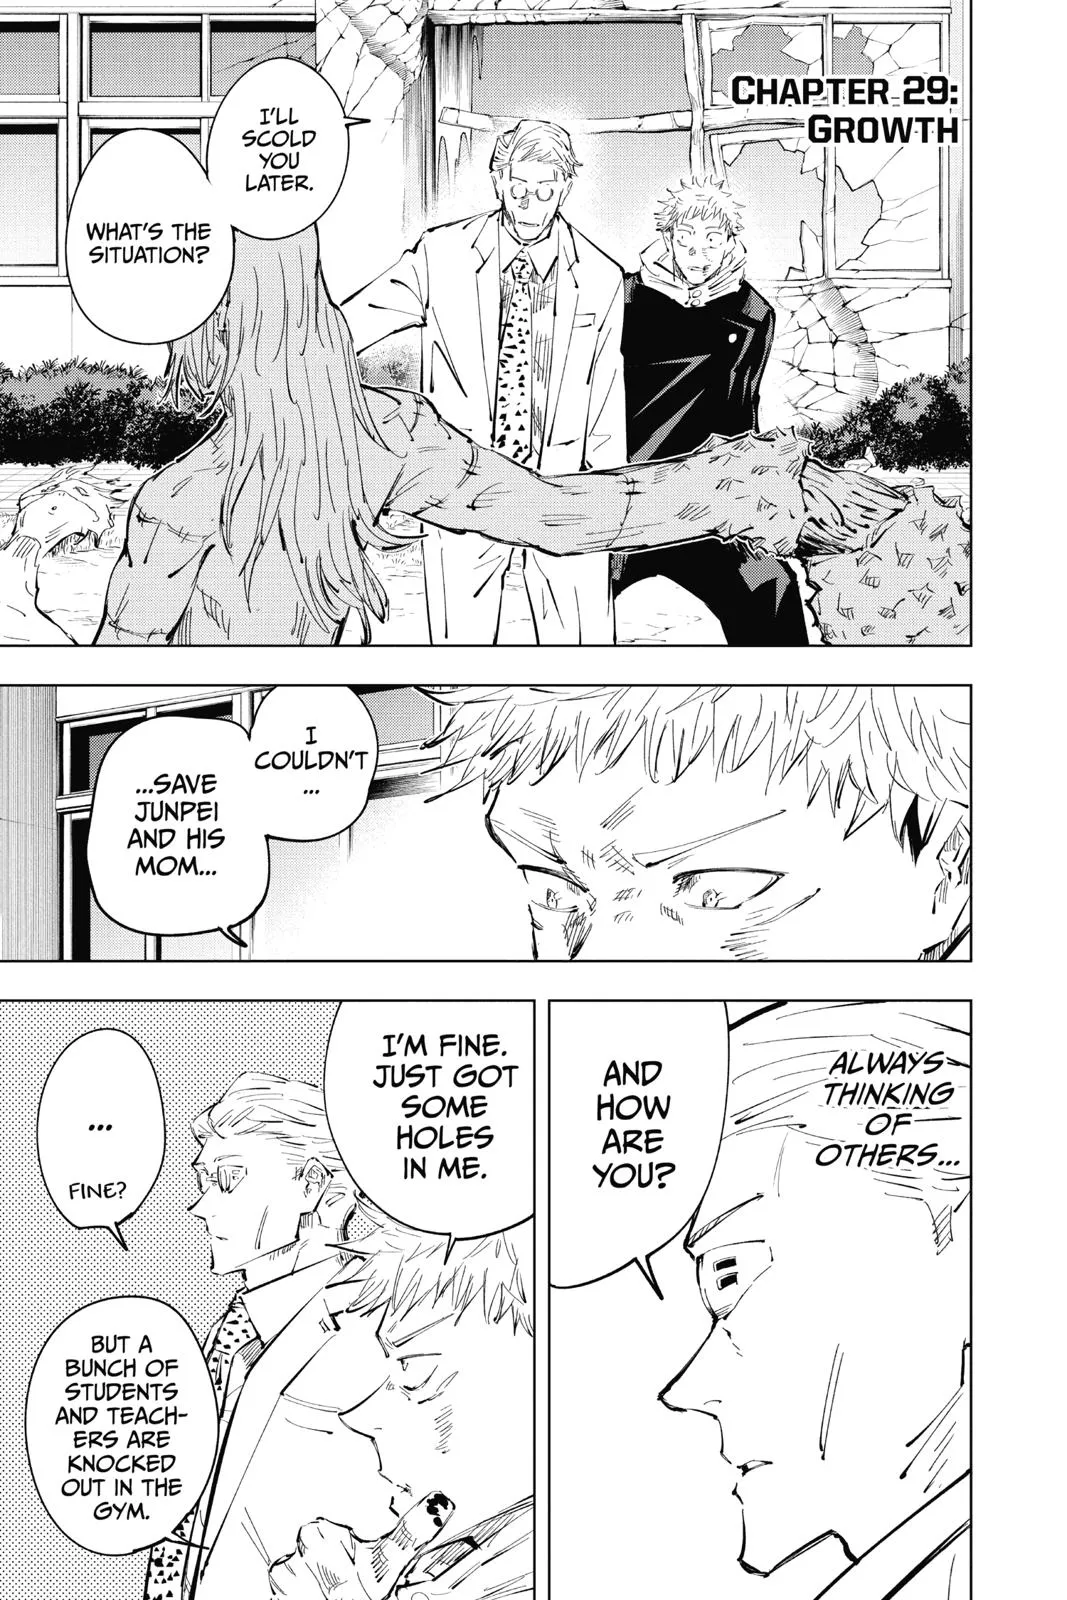 CHAPTER 29:
GROWTH
I'LL
SCOLD
YOU
LATER.
WHAT'S THE
SITUATION?
I
COULDN'T
...
...SAVE
JUNPEI
AND HIS
MOM...
ALWAYS
THINKING
OF
OTHERS...
AND
HOW
ARE
YOU?
I'M FINE.
JUST GOT
SOME
HOLES
IN ME.
...
FINE?
BUT A
BUNCH OF
STUDENTS
AND TEACH-
ERS ARE
KNOCKED
OUT IN THE
GYM.